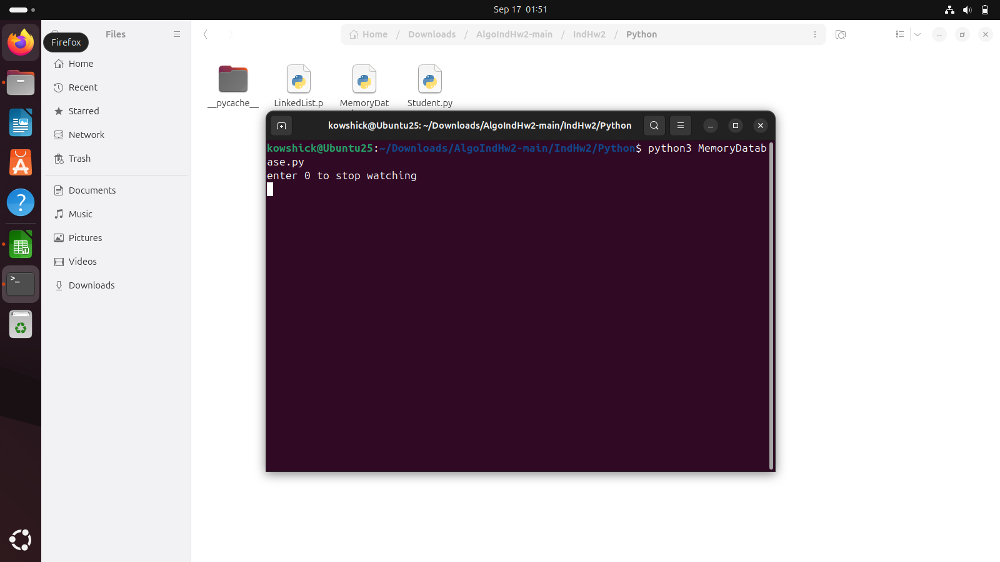 Sep 17 01:51
Firefox
Files
Home
Recent
Starred
Network
Trash
Documents
Music
Pictures
Videos
Downloads
Home / Downloads / AlgoIndHw2-main / IndHw2 / Python
__pycache__
LinkedList.p
MemoryDat
Student.py
kowshick@Ubuntu25: ~/Downloads/AlgoIndHw2-main/IndHw2/Python
kowshick@Ubuntu25:~/Downloads/AlgoIndHw2-main/IndHw2/Python$ python3 MemoryDatab
ase.py
enter 0 to stop watching